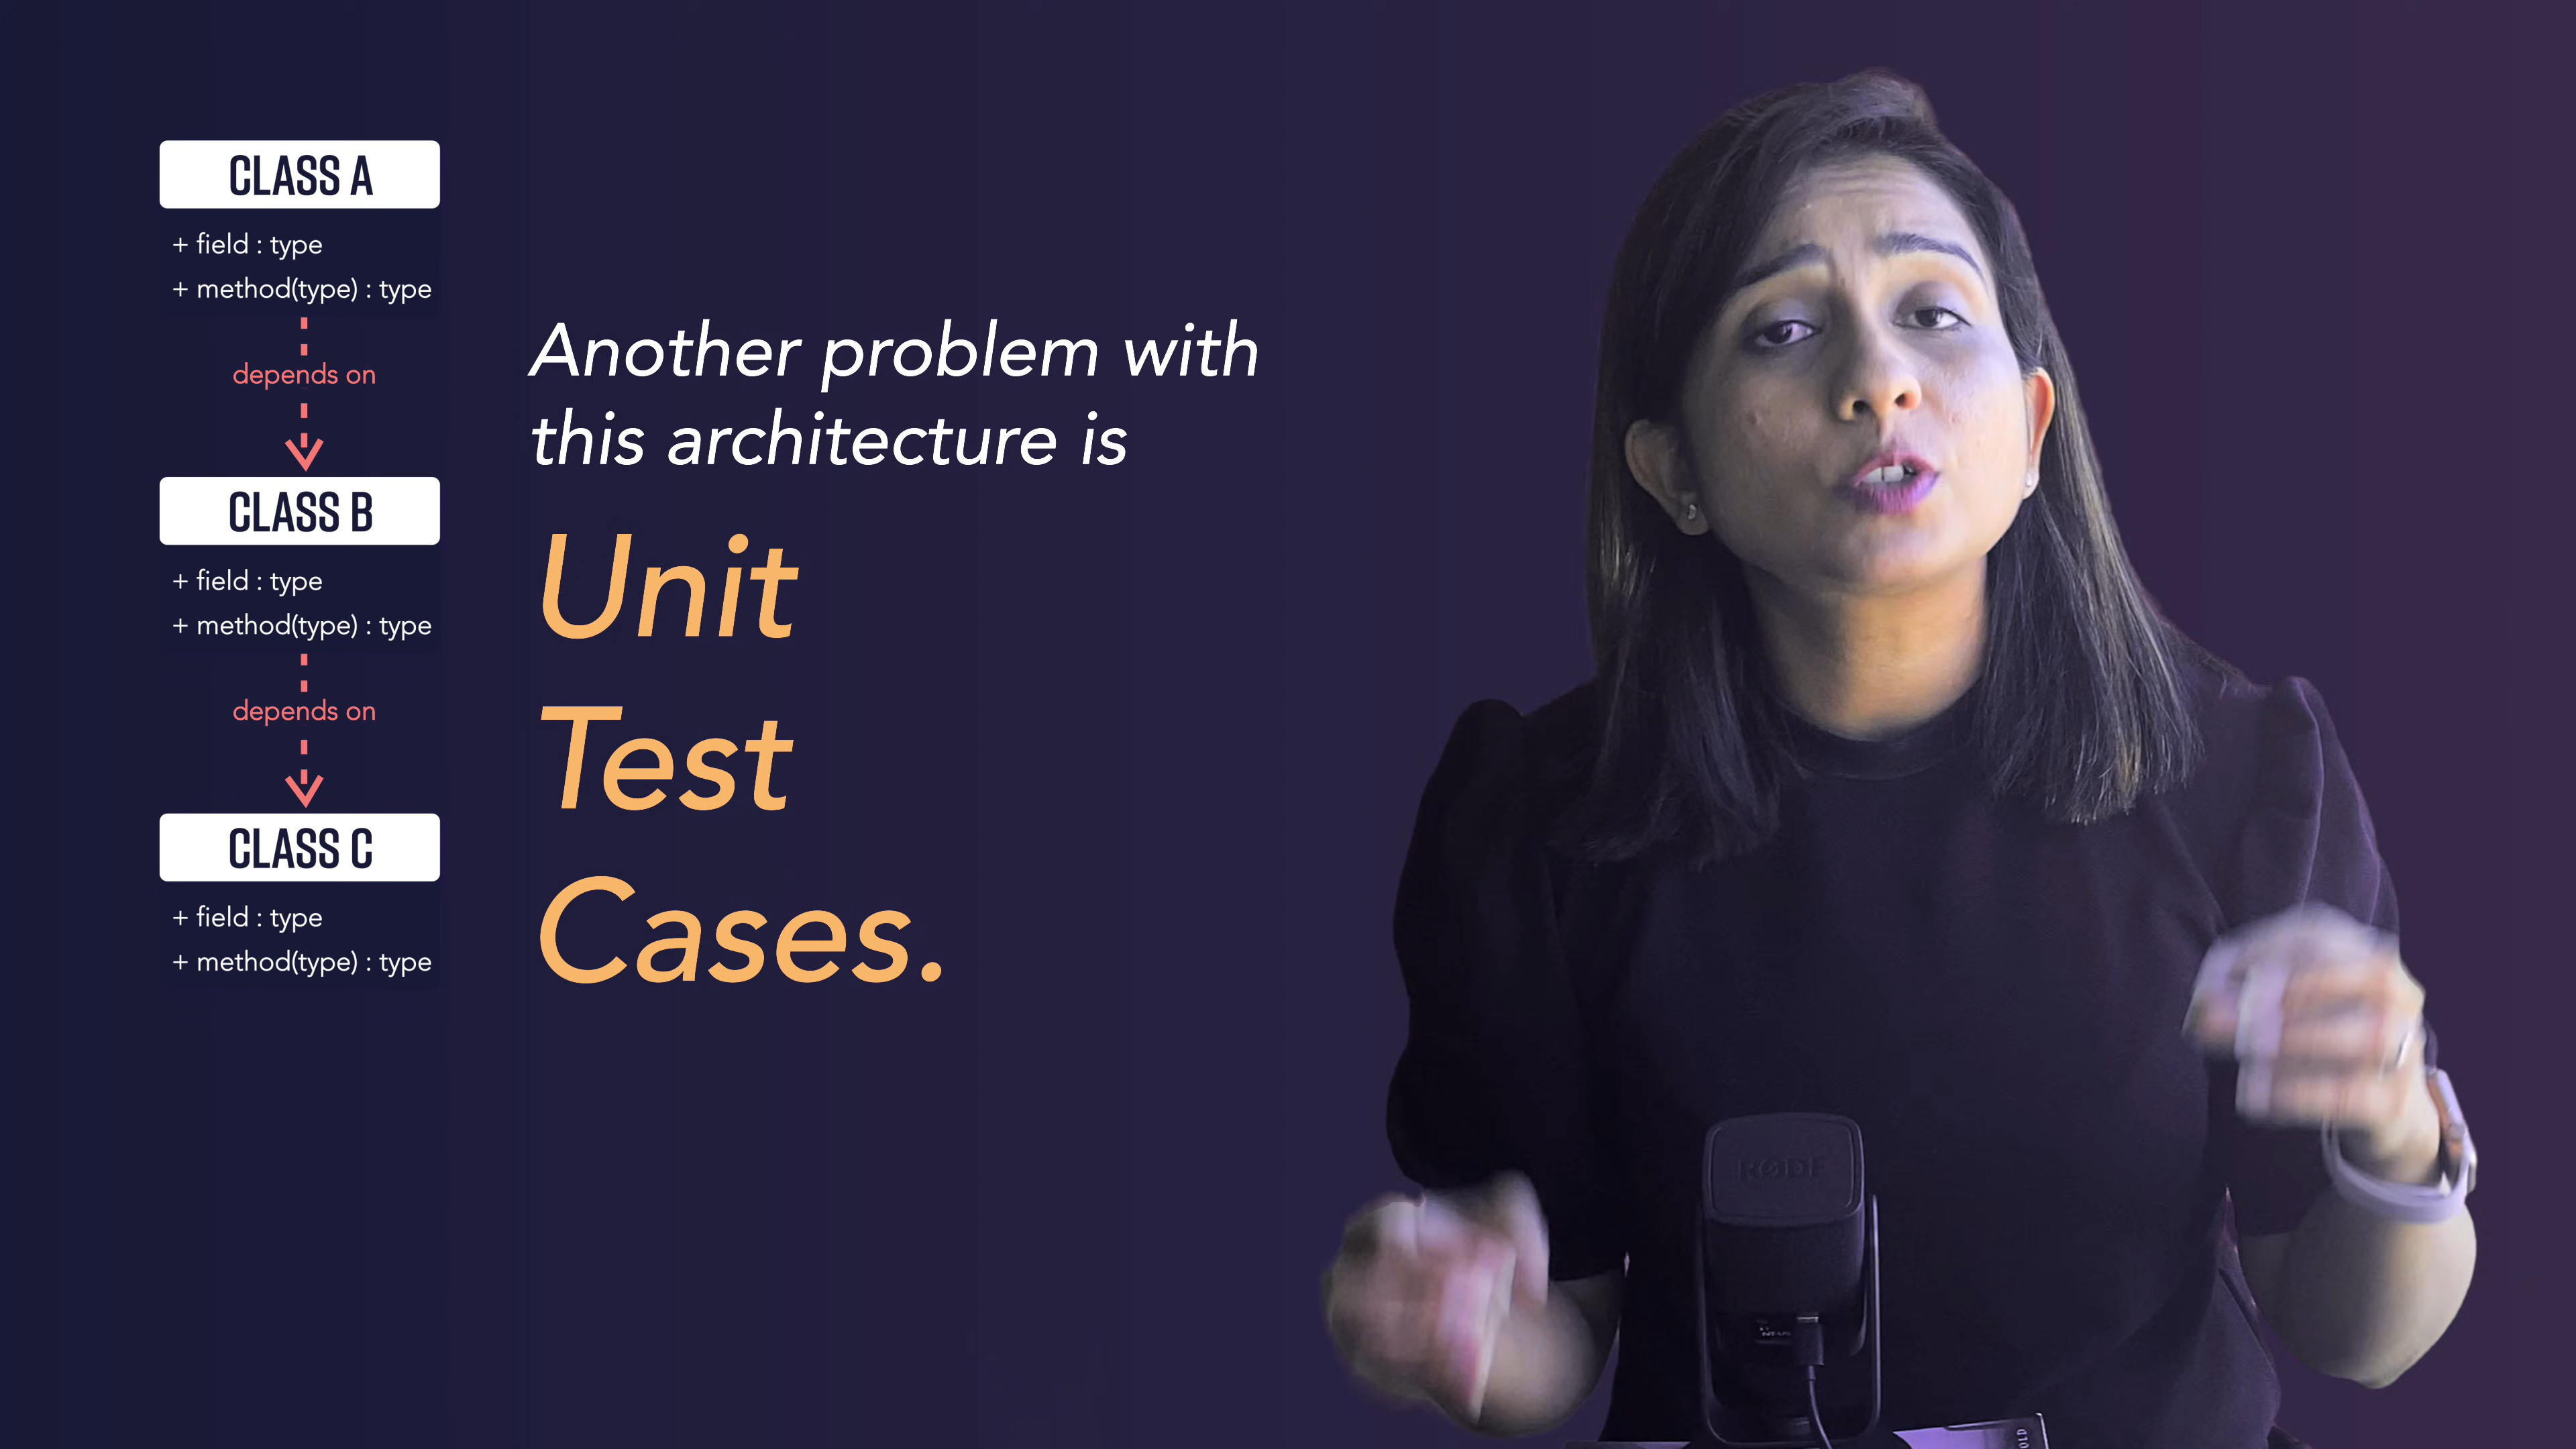 CLASS A
+ field : type
+ method(type) : type
depends on
CLASS B
+ field : type
+ method(type) : type
depends on
CLASS C
+ field : type
+ method(type) : type
Another problem with
this architecture is
Unit
Test
Cases.
RØDE